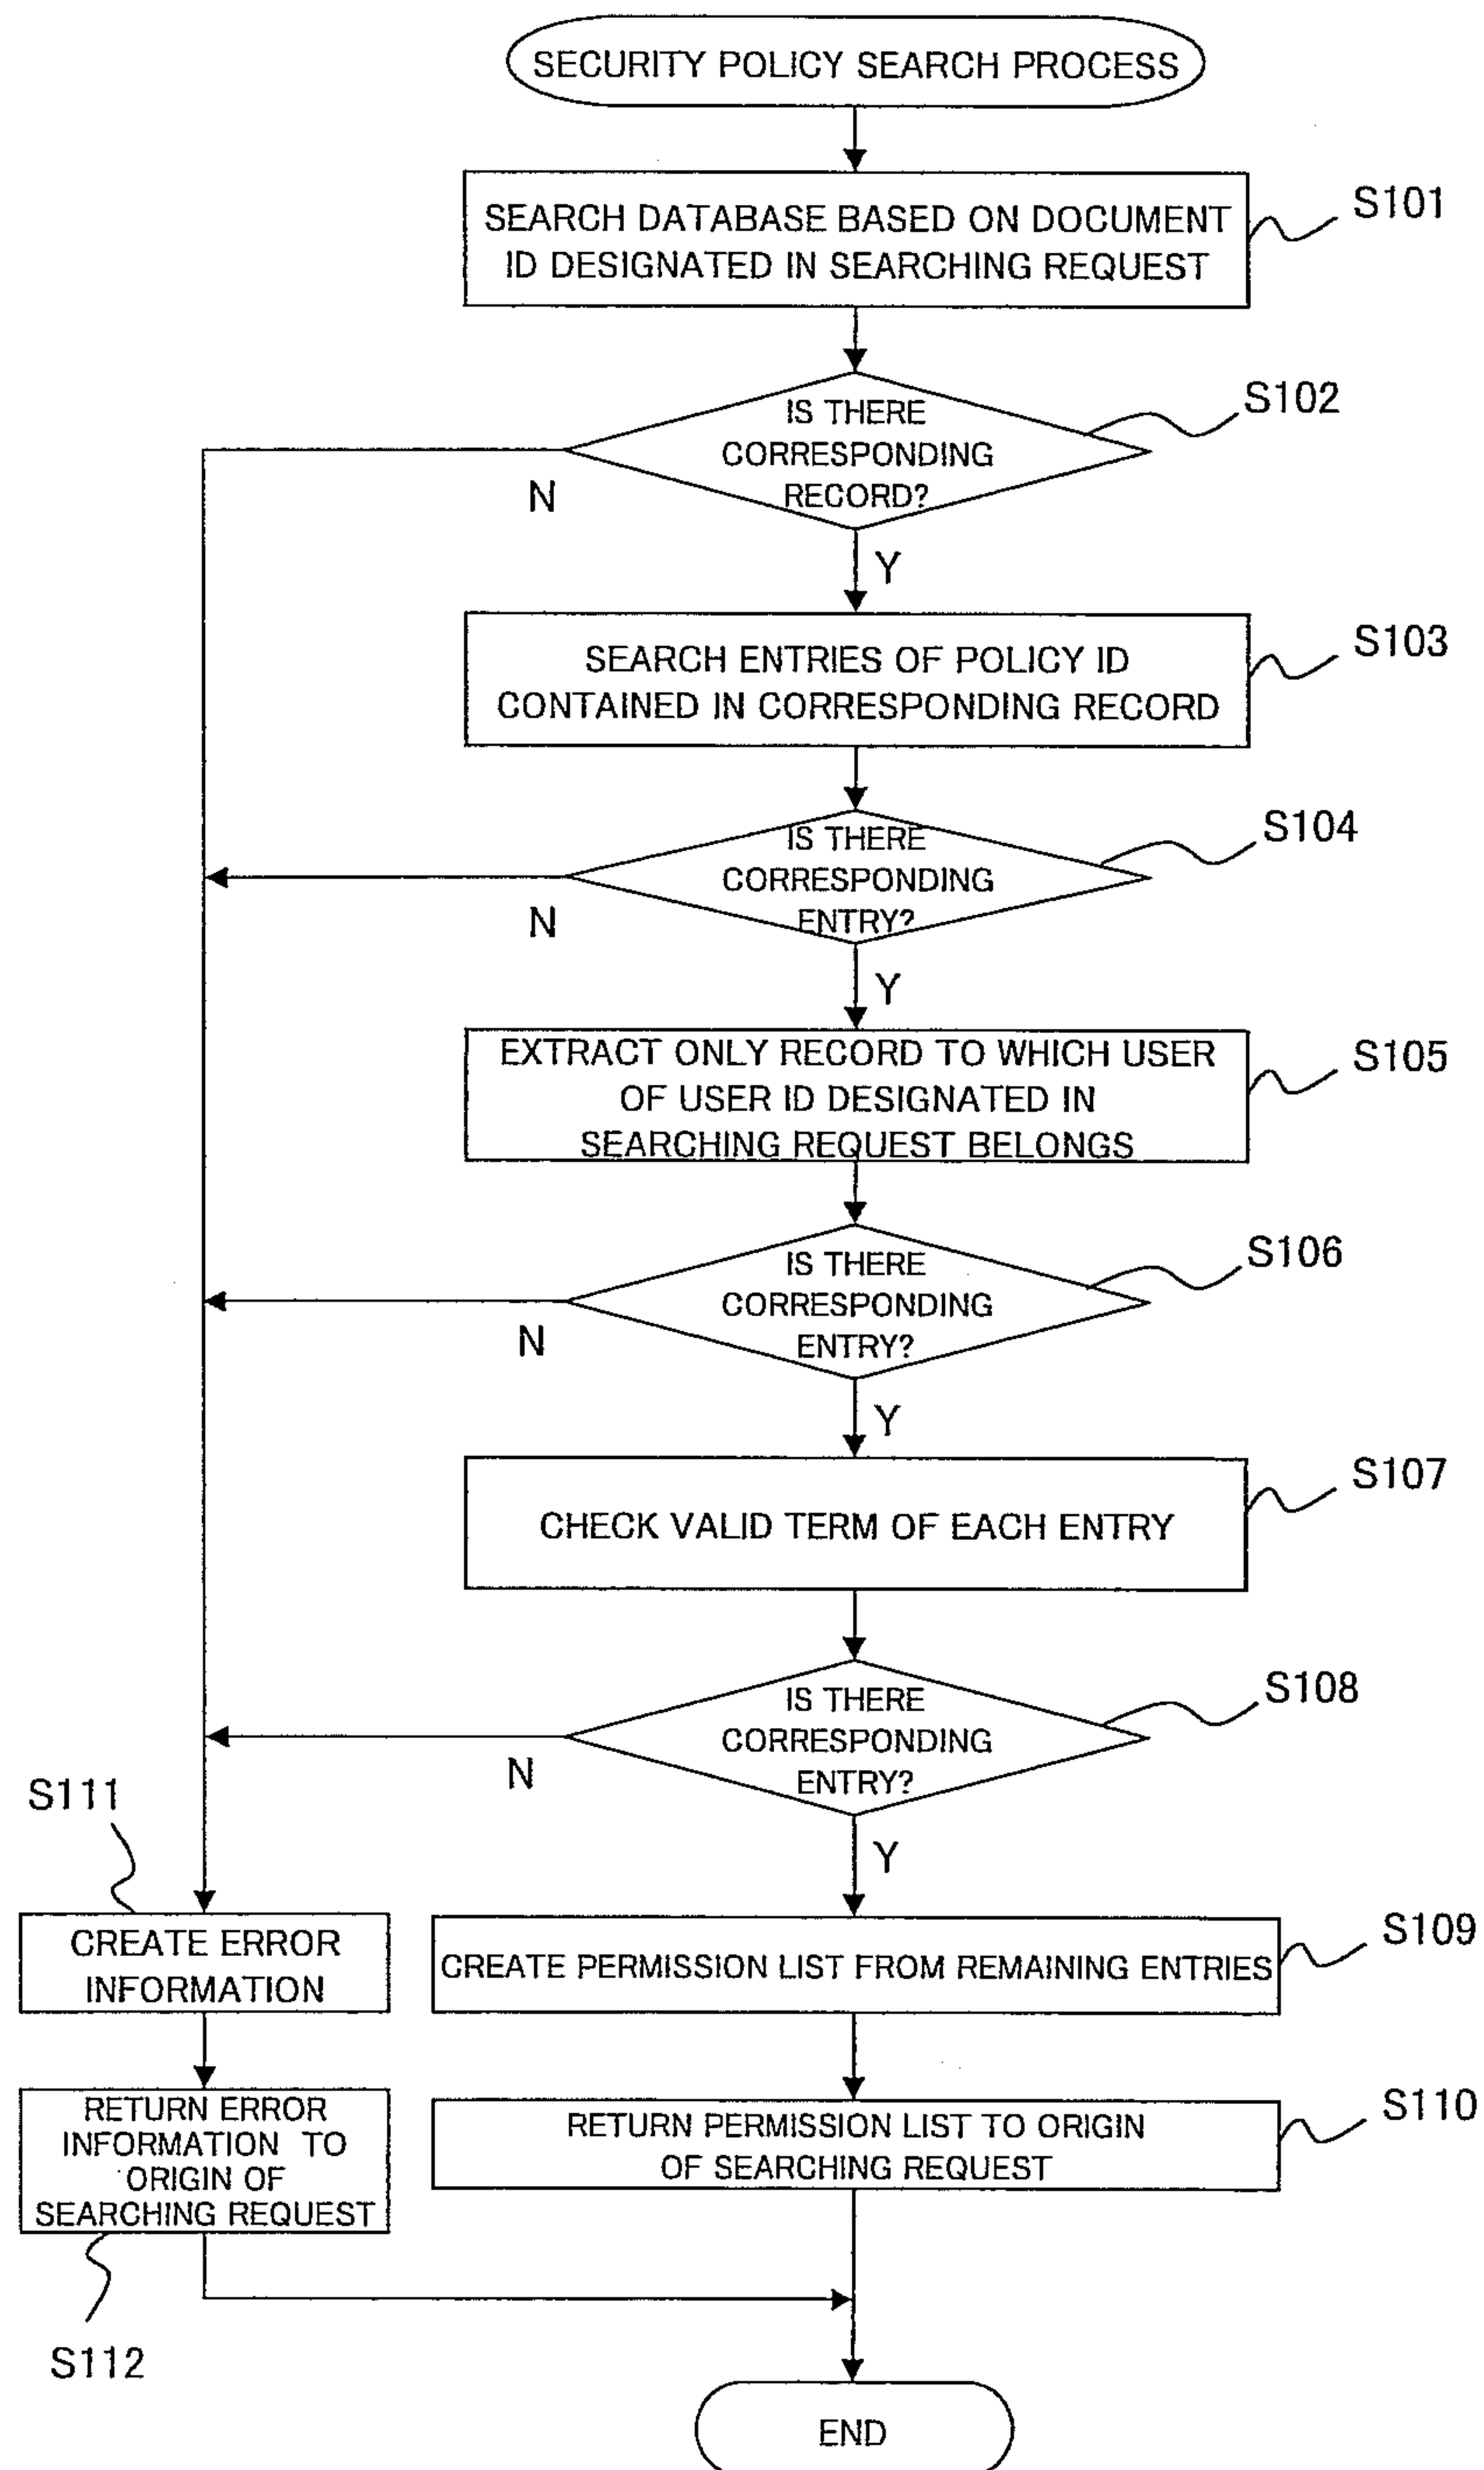 SECURITY POLICY SEARCH PROCESS
SEARCH DATABASE BASED ON DOCUMENT
ID DESIGNATED IN SEARCHING REQUEST
S101
IS THERE
CORRESPONDING
RECORD?
S102
N
Y
SEARCH ENTRIES OF POLICY ID
CONTAINED IN CORRESPONDING RECORD
S103
IS THERE
CORRESPONDING
ENTRY?
S104
N
Y
EXTRACT ONLY RECORD TO WHICH USER
OF USER ID DESIGNATED IN
SEARCHING REQUEST BELONGS
S105
IS THERE
CORRESPONDING
ENTRY?
S106
N
Y
CHECK VALID TERM OF EACH ENTRY
S107
IS THERE
CORRESPONDING
ENTRY?
S108
N
Y
S111
CREATE ERROR
INFORMATION
CREATE PERMISSION LIST FROM REMAINING ENTRIES
S109
RETURN ERROR
INFORMATION TO
ORIGIN OF
SEARCHING REQUEST
S112
RETURN PERMISSION LIST TO ORIGIN
OF SEARCHING REQUEST
S110
END